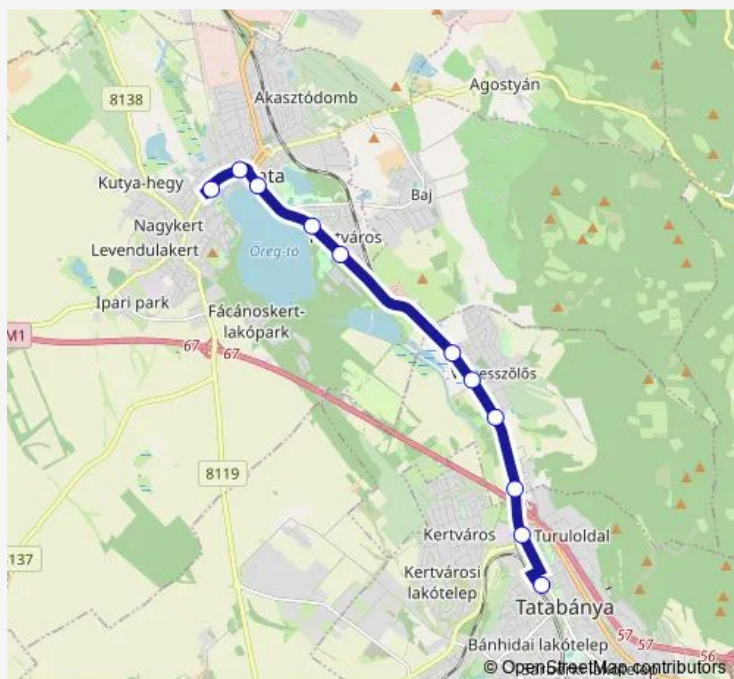 8138
Akasztódomb
Agostyán
Kutya-hegy
Baj
Nagykert
Levendulakert
Öreg-tó
Ipari park
Fácánoskert-
lakópark
M1
67
67
8119
137
Kertváros
Turuloldal
Kertvárosi
lakótelep
Tatabánya
57
57
56
Bánhidai lakótelep
© OpenStreetMap contributors